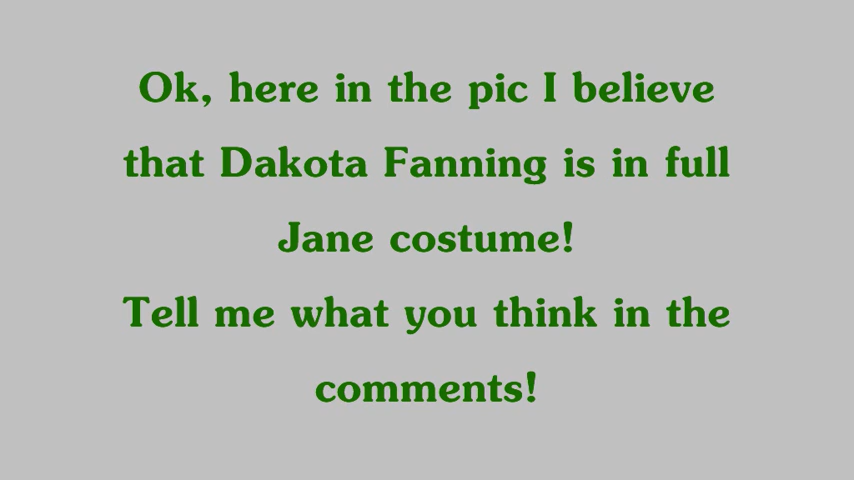 Ok, here in the pic I believe
that Dakota Fanning is in full
Jane costume!
Tell me what you think in the
comments!